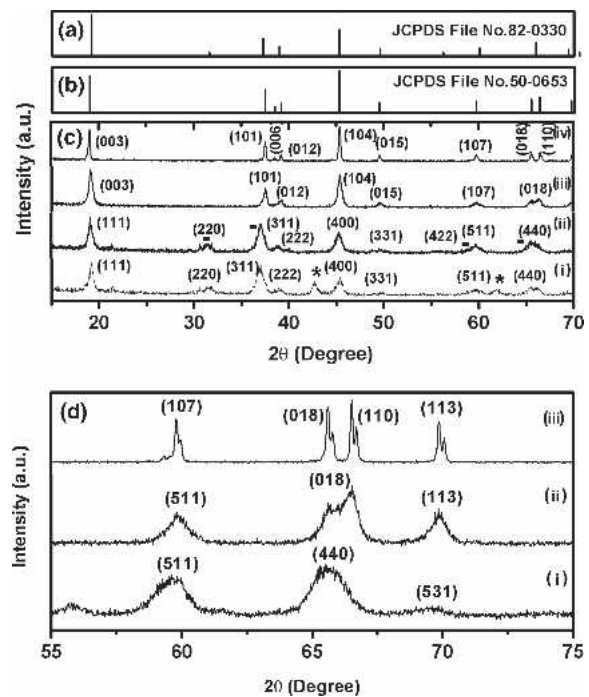 (a) JCPDS File No.82-0330
(b) JCPDS File No.50-0653
Intensity (a.u.)
(c) (003) (101) (006) (012) (104) (015) (107) (018) (110) (iv)
(003) (101) (012) (104) (015) (107) (018) (iii)
(111) (220) (311) (222) (400) (331) (422) (511) (440) (ii)
(111) (220) (311) (222) * (400) (331) (511) * (440) (i)
20 30 40 50 60 70
2θ (Degree)
(d) (107) (018) (110) (113) (iii)
Intensity (a.u.)
(511) (018) (113) (ii)
(511) (440) (531) (i)
55 60 65 70 75
2θ (Degree)